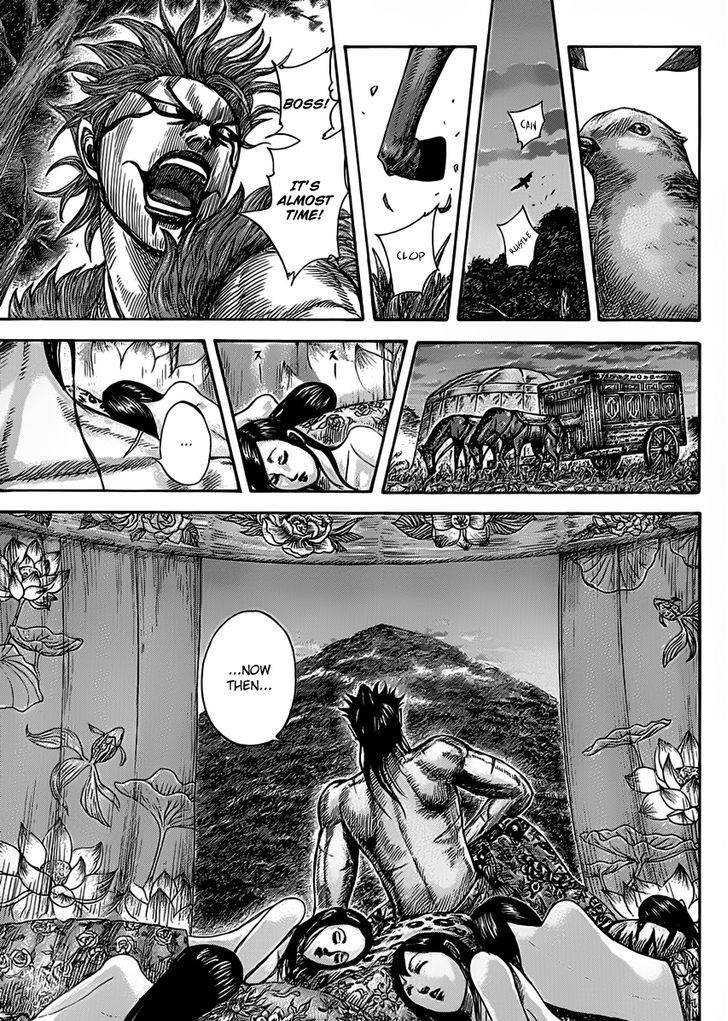 CAW
RUSTLE
CLOP
BOSS!
IT'S
ALMOST
TIME!
スー
スー
...
...NOW
THEN...